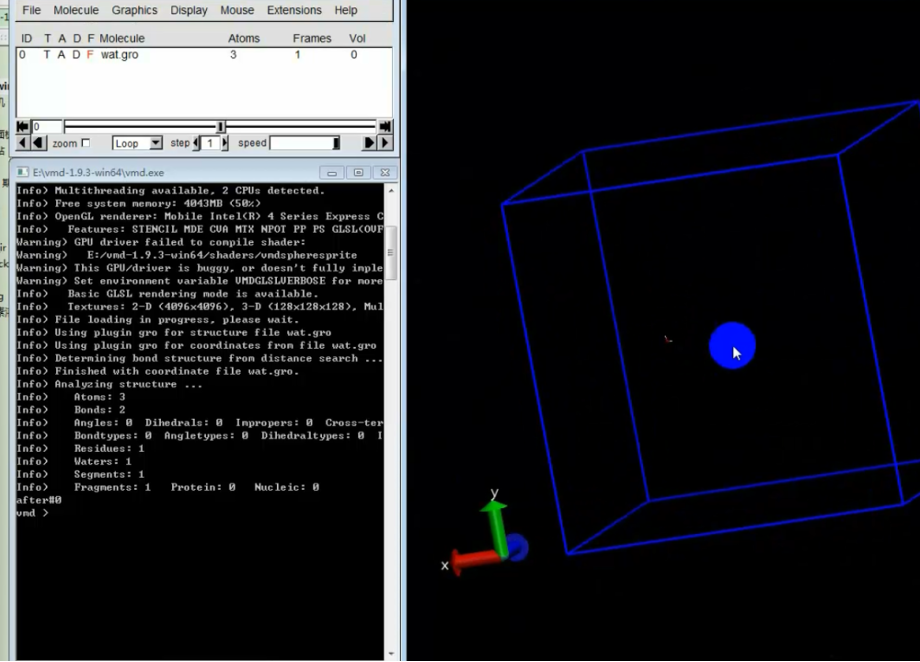 File Molecule Graphics Display Mouse Extensions Help
ID T A D F Molecule Atoms Frames Vol
0 T A D F wat.gro 3 1 0
0
zoom Loop step 1 speed
E:\vmd-1.9.3-win64\vmd.exe
Info) Multithreading available, 2 CPUs detected.
Info) Free system memory: 4043MB (50%)
Info) OpenGL renderer: Mobile Intel(R) 4 Series Express C
Info)   Features: STENCIL MDE CVA MTX NPOT PP PS GLSL(OVF
Warning) GPU driver failed to compile shader:
Warning)   E:/vmd-1.9.3-win64/shaders/vmdspheresprite
Warning) This GPU/driver is buggy, or doesn't fully imple
Warning) Set environment variable VMDGLSLVERBOSE for more
Info)   Basic GLSL rendering mode is available.
Info)   Textures: 2-D (4096x4096), 3-D (128x128x128), Mul
Info) File loading in progress, please wait.
Info) Using plugin gro for structure file wat.gro
Info) Using plugin gro for coordinates from file wat.gro
Info) Determining bond structure from distance search ...
Info) Finished with coordinate file wat.gro.
Info) Analyzing structure ...
Info)    Atoms: 3
Info)    Bonds: 2
Info)    Angles: 0  Dihedrals: 0  Impropers: 0  Cross-ter
Info)    Bondtypes: 0  Angletypes: 0  Dihedraltypes: 0  I
Info)    Residues: 1
Info)    Waters: 1
Info)    Segments: 1
Info)    Fragments: 1   Protein: 0   Nucleic: 0
after#0
vmd >
y
x